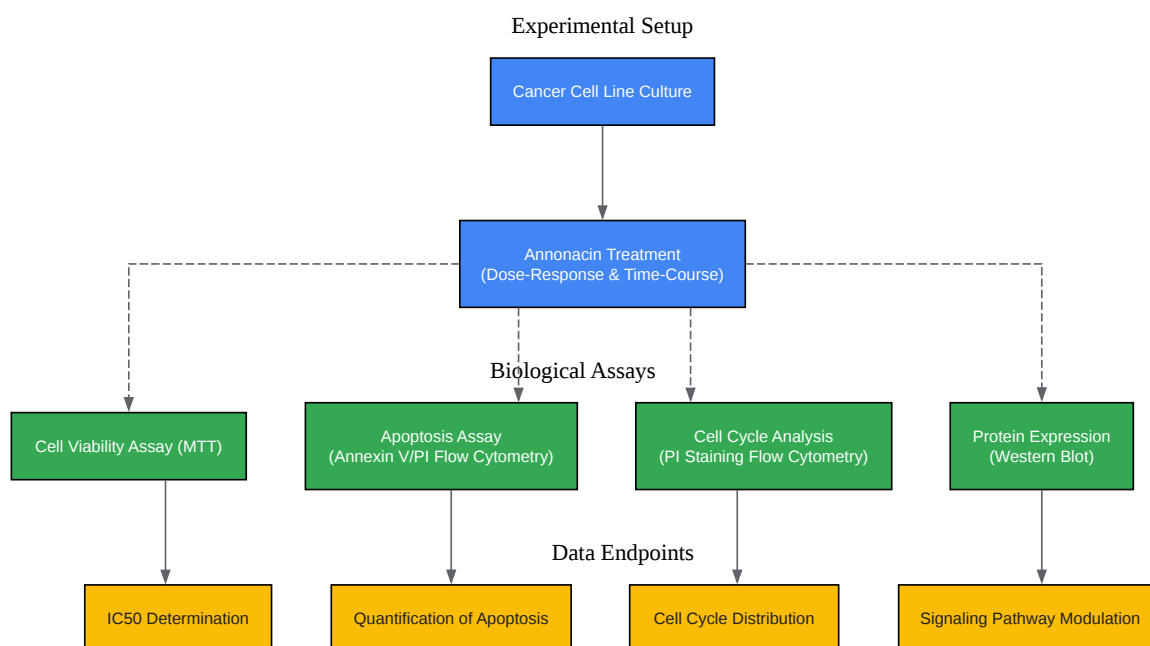 Experimental Setup
Cancer Cell Line Culture
Annonacin Treatment
(Dose-Response & Time-Course)
Biological Assays
Cell Viability Assay (MTT)
Apoptosis Assay
(Annexin V/PI Flow Cytometry)
Cell Cycle Analysis
(PI Staining Flow Cytometry)
Protein Expression
(Western Blot)
Data Endpoints
IC50 Determination
Quantification of Apoptosis
Cell Cycle Distribution
Signaling Pathway Modulation